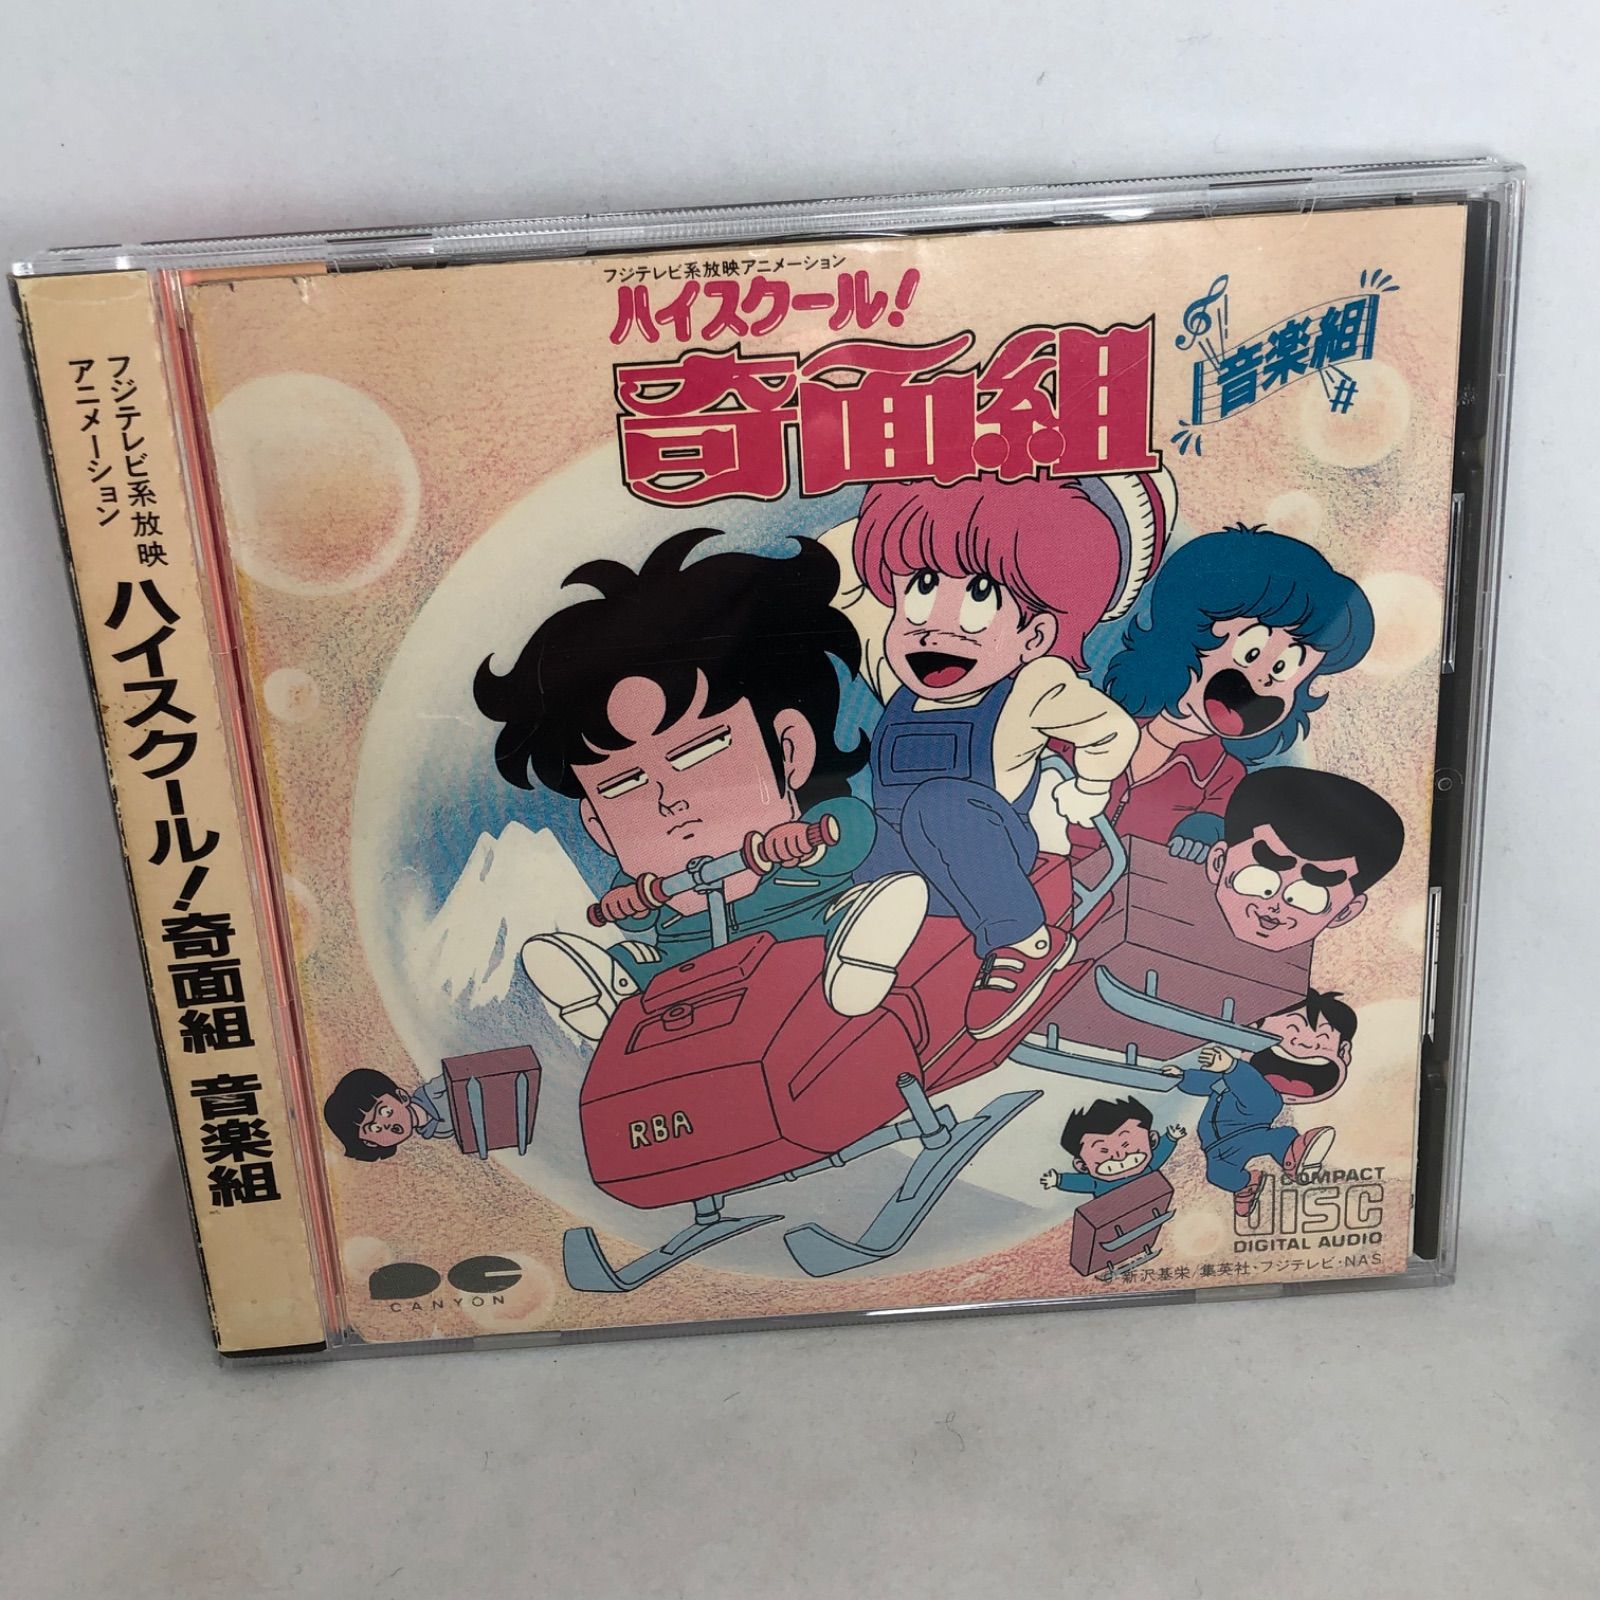 フジテレビ系放映
アニメーション
ハイスクール!奇面組 音楽組
フジテレビ系放映アニメーション
ハイスクール!
奇面組
音楽組
RBA
CANYON
COMPACT
disc
DIGITAL AUDIO
© 新沢基栄/集英社・フジテレビ・NAS